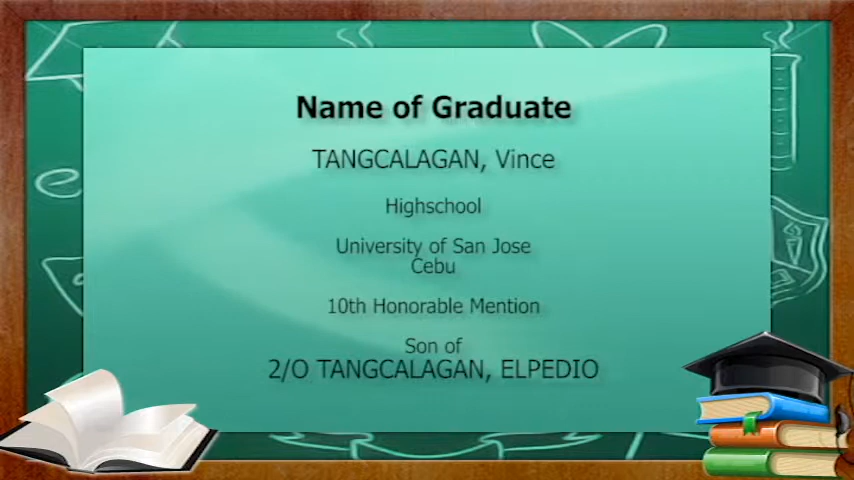 Name of Graduate
TANGCALAGAN, Vince
Highschool
University of San Jose
Cebu
10th Honorable Mention
Son of
2/O TANGCALAGAN, ELPEDIO